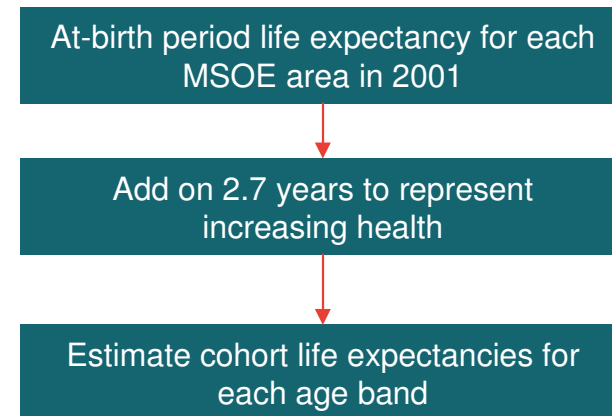 At-birth period life expectancy for each
MSOE area in 2001
Add on 2.7 years to represent
increasing health
Estimate cohort life expectancies for
each age band